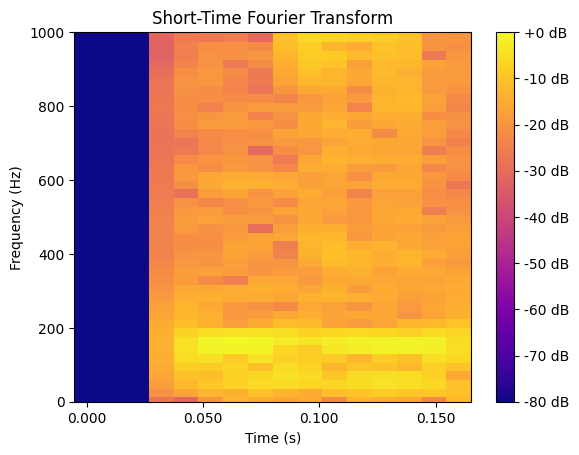 Short-Time Fourier Transform
1000
800
600
400
200
0
Frequency (Hz)
0.000
0.050
0.100
0.150
Time (s)
+0 dB
-10 dB
-20 dB
-30 dB
-40 dB
-50 dB
-60 dB
-70 dB
-80 dB